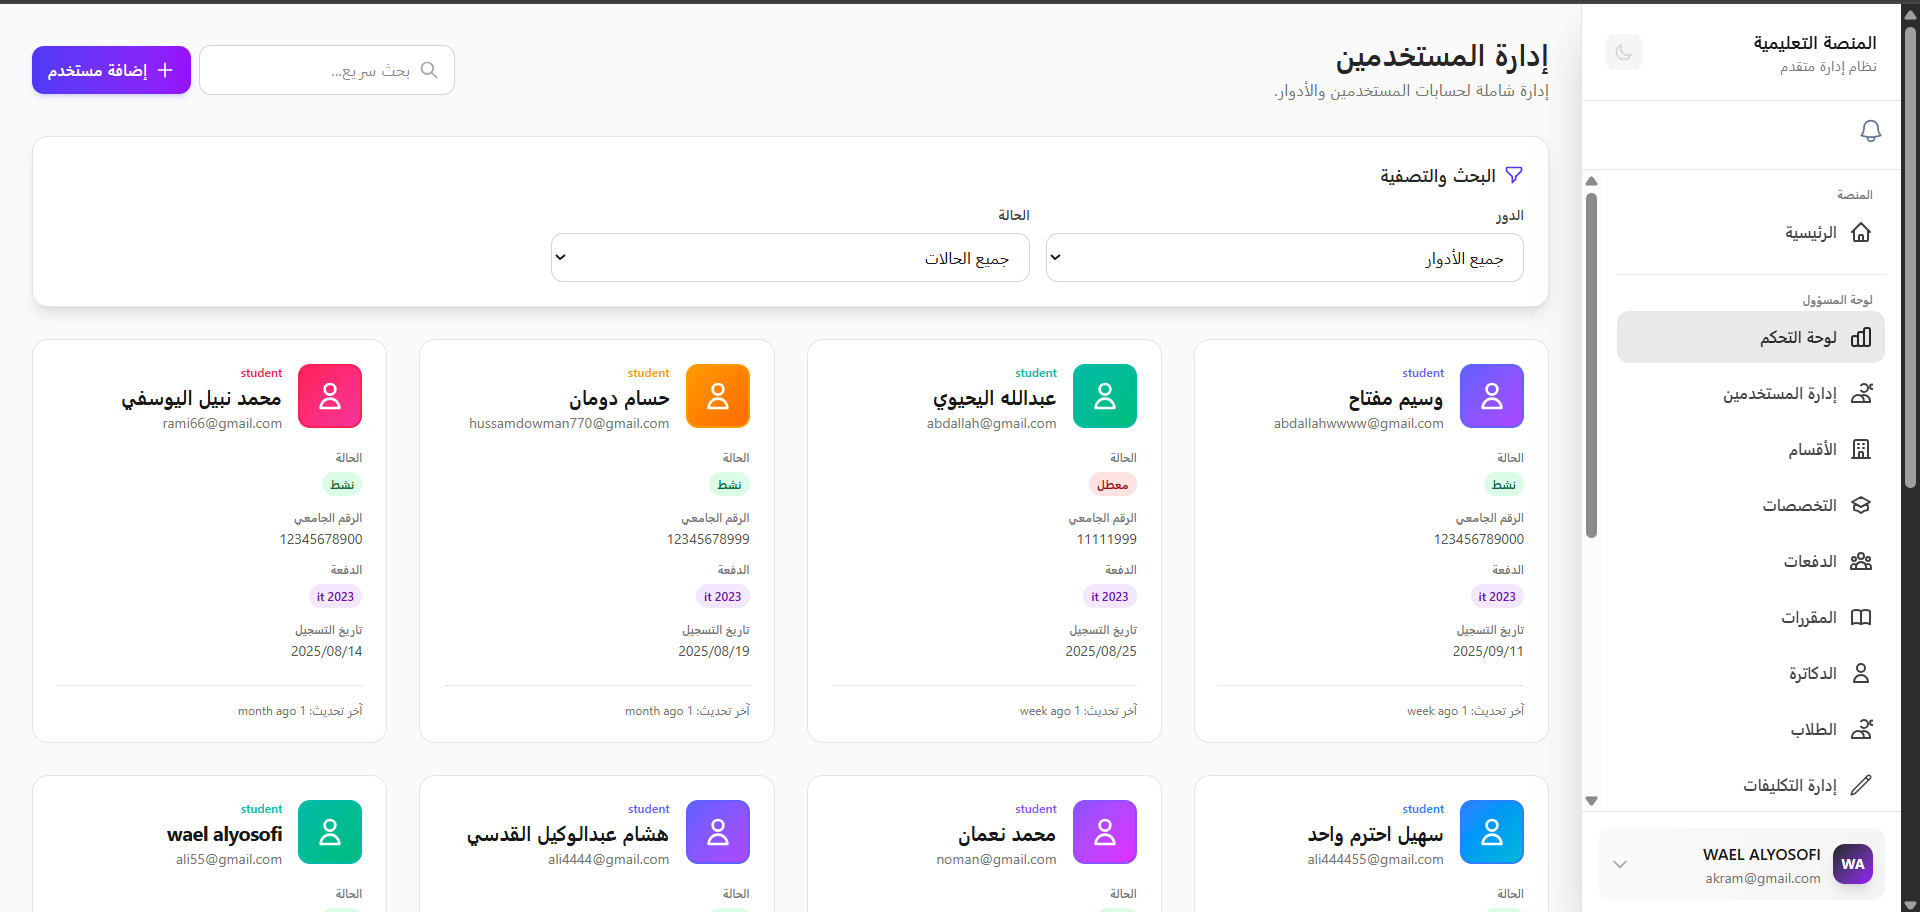 المنصة التعليمية
نظام إدارة متقدم
المنصة
الرئيسية
لوحة المسؤول
لوحة التحكم
إدارة المستخدمين
الأقسام
التخصصات
الدفعات
المقررات
الدكاترة
الطلاب
إدارة التكليفات
WA
WAEL ALYOSOFI
akram@gmail.com
إدارة المستخدمين
إدارة شاملة لحسابات المستخدمين والأدوار.
بحث سريع...
إضافة مستخدم
البحث والتصفية
الدور
جميع الأدوار
الحالة
جميع الحالات
student
وسيم مفتاح
abdallahwwww@gmail.com
الحالة
نشط
الرقم الجامعي
123456789000
الدفعة
it 2023
تاريخ التسجيل
2025/09/11
آخر تحديث: 1 week ago
student
عبدالله اليحيوي
abdallah@gmail.com
الحالة
معطل
الرقم الجامعي
11111999
الدفعة
it 2023
تاريخ التسجيل
2025/08/25
آخر تحديث: 1 week ago
student
حسام دومان
hussamdowman770@gmail.com
الحالة
نشط
الرقم الجامعي
12345678999
الدفعة
it 2023
تاريخ التسجيل
2025/08/19
آخر تحديث: 1 month ago
student
محمد نبيل اليوسفي
rami66@gmail.com
الحالة
نشط
الرقم الجامعي
12345678900
الدفعة
it 2023
تاريخ التسجيل
2025/08/14
آخر تحديث: 1 month ago
student
سهيل احترم واحد
ali444455@gmail.com
الحالة
student
محمد نعمان
noman@gmail.com
الحالة
student
هشام عبدالوكيل القدسي
ali4444@gmail.com
الحالة
student
wael alyosofi
ali55@gmail.com
الحالة